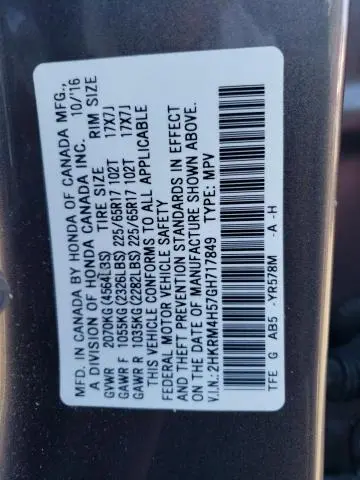 MFD. IN CANADA BY HONDA OF CANADA MFG.,
A DIVISION OF HONDA CANADA INC. 10/'16
TIRE SIZE RIM SIZE
GVWR 2070KG (4564LBS)
GAWR F 1055KG (2326LBS) 225/65R17 102T 17X7J
GAWR R 1035KG (2282LBS) 225/65R17 102T 17X7J
THIS VEHICLE CONFORMS TO ALL APPLICABLE
FEDERAL MOTOR VEHICLE SAFETY
AND THEFT PREVENTION STANDARDS IN EFFECT
ON THE DATE OF MANUFACTURE SHOWN ABOVE.
V.I.N.: 2HKRM4H57GH717849 TYPE: MPV
TFE G AB5 -YR578M -A -H